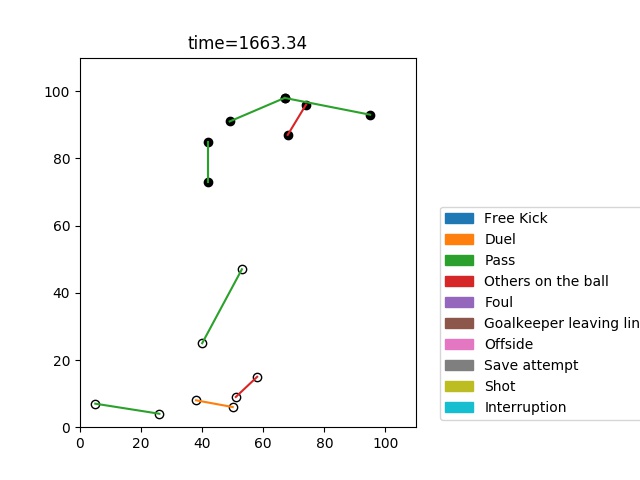 time=1663.34
100
80
60
40
20
0
0 20 40 60 80 100
Free Kick
Duel
Pass
Others on the ball
Foul
Goalkeeper leaving lin
Offside
Save attempt
Shot
Interruption